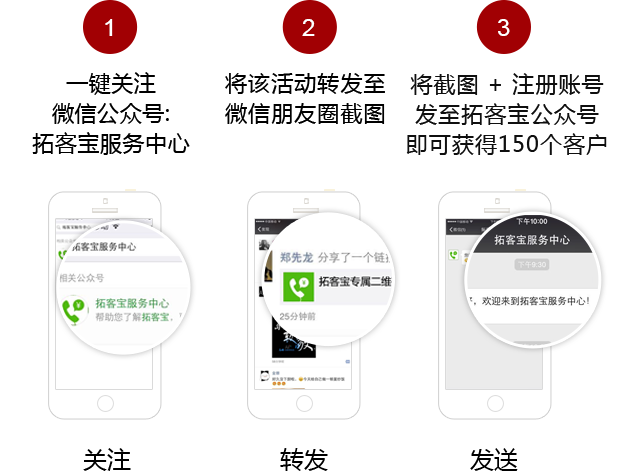 1
一键关注
微信公众号:
拓客宝服务中心
2
将该活动转发至
微信朋友圈截图
3
将截图 + 注册账号
发至拓客宝公众号
即可获得150个客户
拓客宝服务中心
相关公众号
拓客宝服务中心
帮助您了解拓客宝、
郑先龙 分享了一个链
拓客宝专属二维
25分钟前
下午10:00
拓客宝服务中心
下午9:30
，欢迎来到拓客宝服务中心！
关注
转发
发送